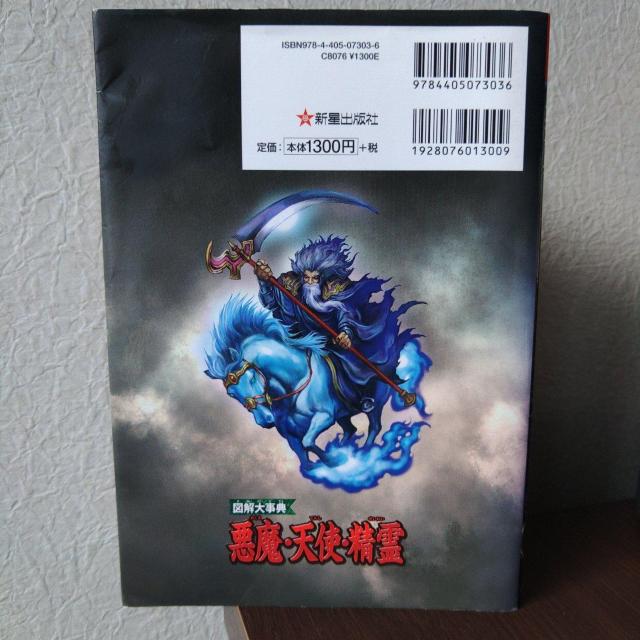 ISBN978-4-405-07303-6
C8076 ¥1300E
9784405073036
新星出版社
定価： 本体1300円 +税
1928076013009
図解大事典
悪魔・天使・精霊